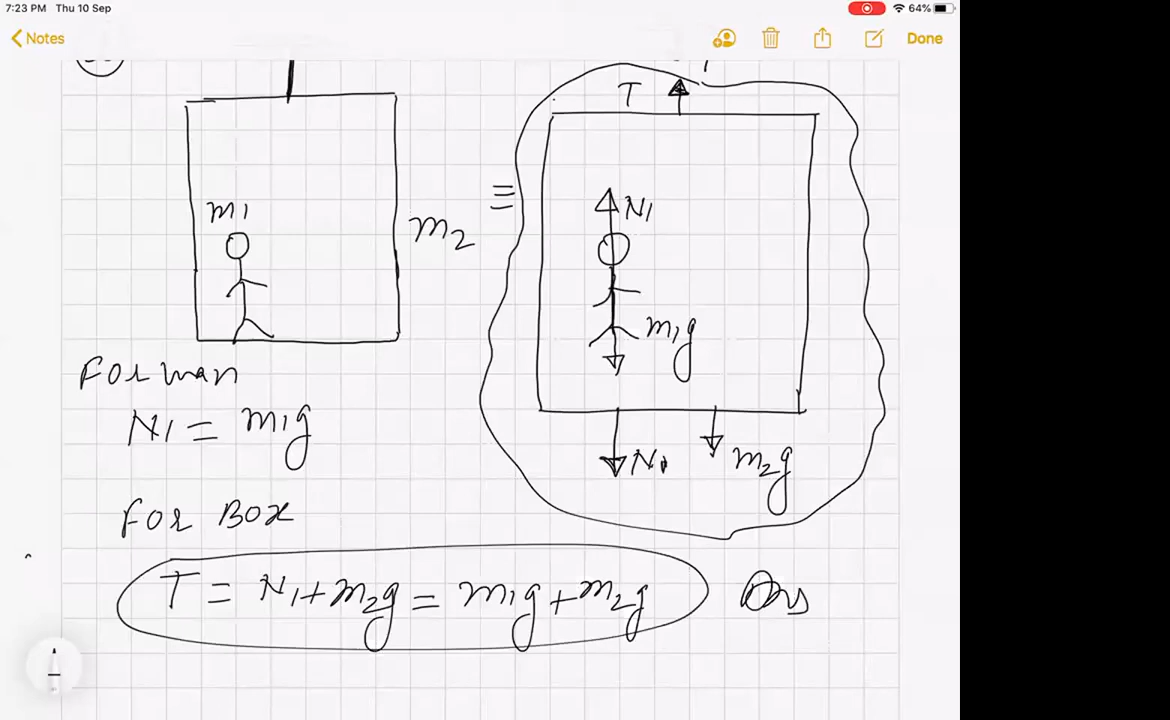 7:23 PM Thu 10 Sep
64%
Notes
Done
T
m1
N1
m2
≡
m1g
For man
N1 = m1g
N1
m2g
For Box
T = N1+m2g = m1g+m2g
Ans